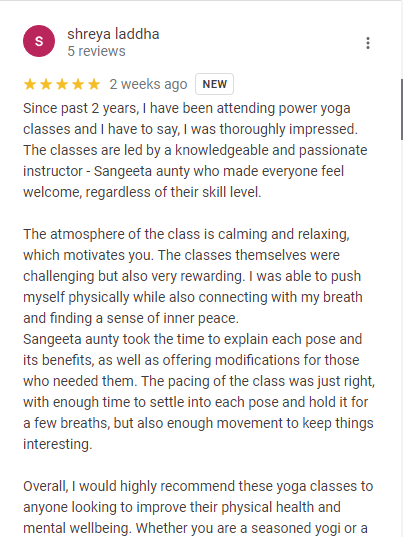 S
shreya laddha
5 reviews
2 weeks ago NEW
Since past 2 years, I have been attending power yoga
classes and I have to say, I was thoroughly impressed.
The classes are led by a knowledgeable and passionate
instructor - Sangeeta aunty who made everyone feel
welcome, regardless of their skill level.
The atmosphere of the class is calming and relaxing,
which motivates you. The classes themselves were
challenging but also very rewarding. I was able to push
myself physically while also connecting with my breath
and finding a sense of inner peace.
Sangeeta aunty took the time to explain each pose and
its benefits, as well as offering modifications for those
who needed them. The pacing of the class was just right,
with enough time to settle into each pose and hold it for
a few breaths, but also enough movement to keep things
interesting.
Overall, I would highly recommend these yoga classes to
anyone looking to improve their physical health and
mental wellbeing. Whether you are a seasoned yogi or a